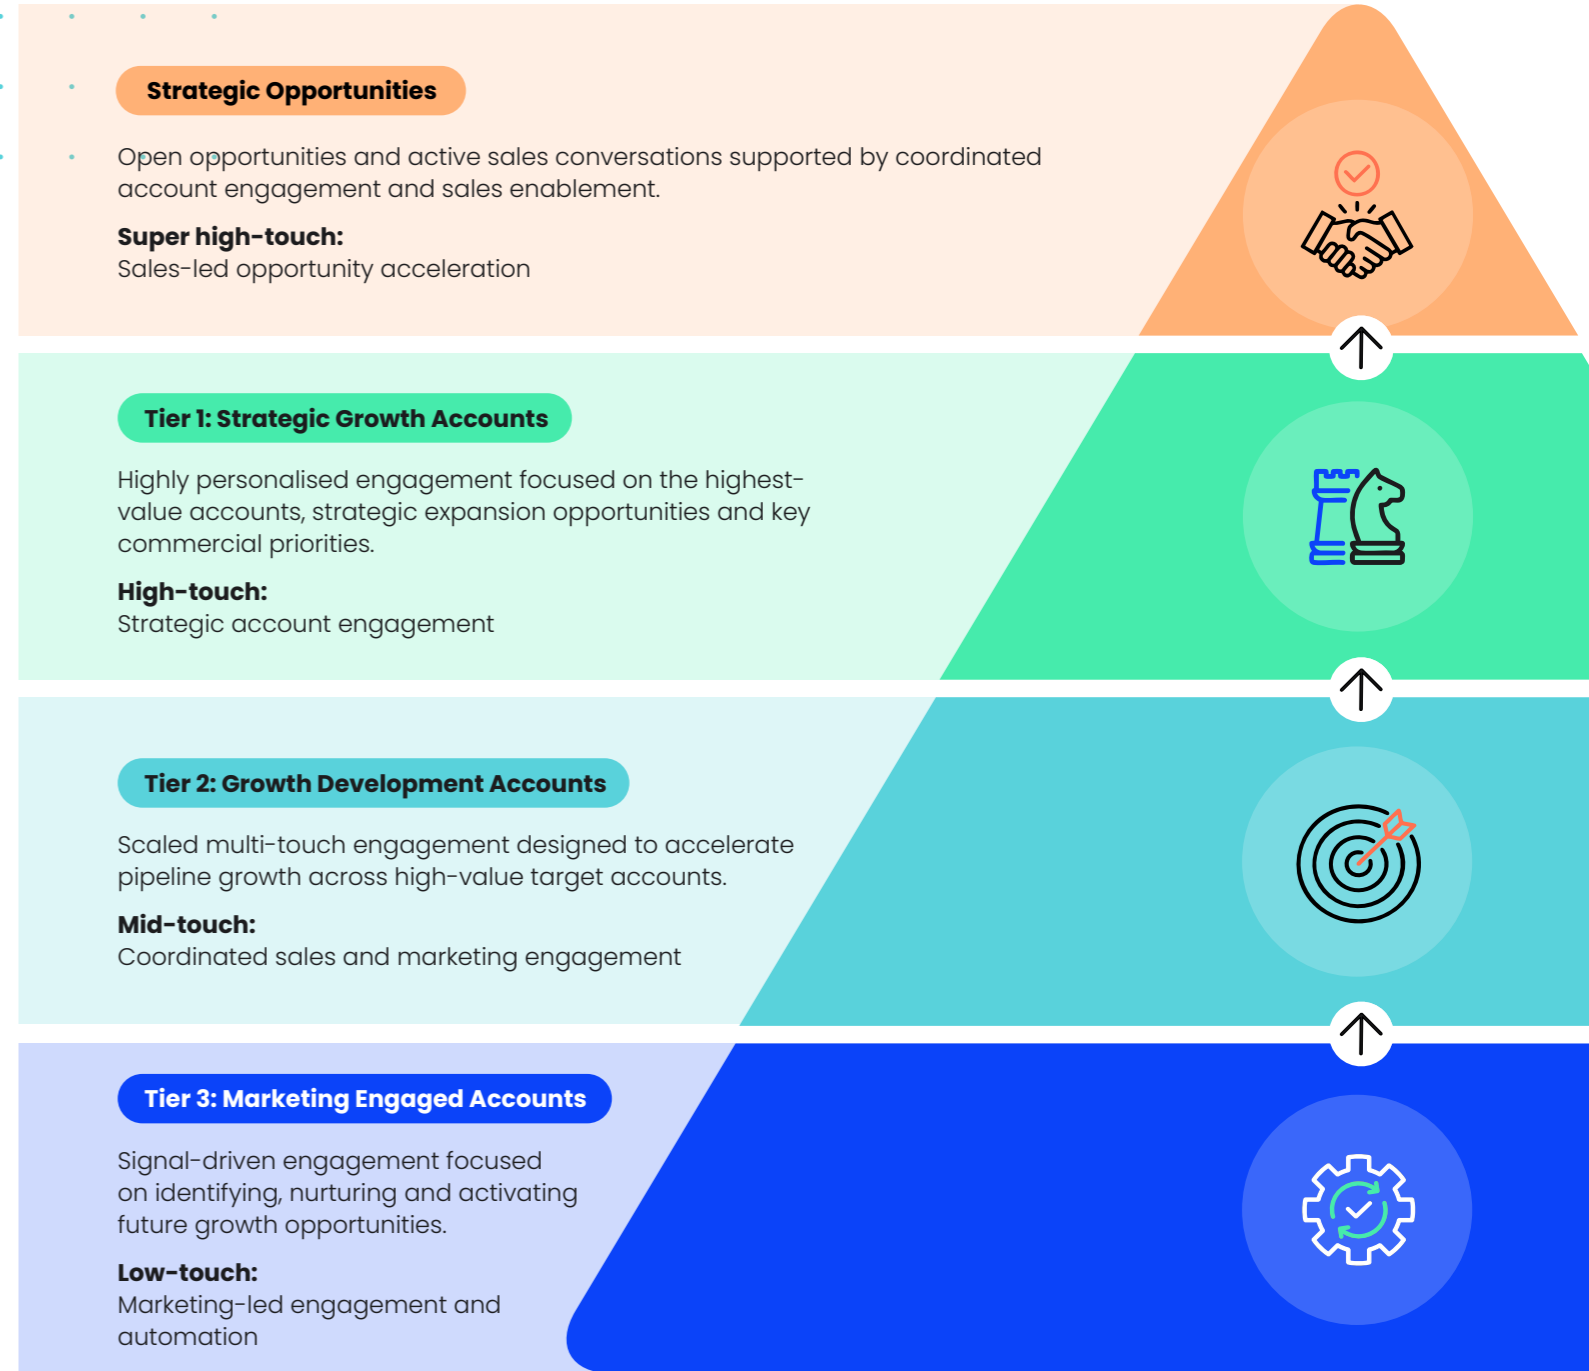 Strategic Opportunities
Open opportunities and active sales conversations supported by coordinated
account engagement and sales enablement.
Super high-touch:
Sales-led opportunity acceleration
Tier 1: Strategic Growth Accounts
Highly personalised engagement focused on the highest-
value accounts, strategic expansion opportunities and key
commercial priorities.
High-touch:
Strategic account engagement
Tier 2: Growth Development Accounts
Scaled multi-touch engagement designed to accelerate
pipeline growth across high-value target accounts.
Mid-touch:
Coordinated sales and marketing engagement
Tier 3: Marketing Engaged Accounts
Signal-driven engagement focused
on identifying, nurturing and activating
future growth opportunities.
Low-touch:
Marketing-led engagement and
automation